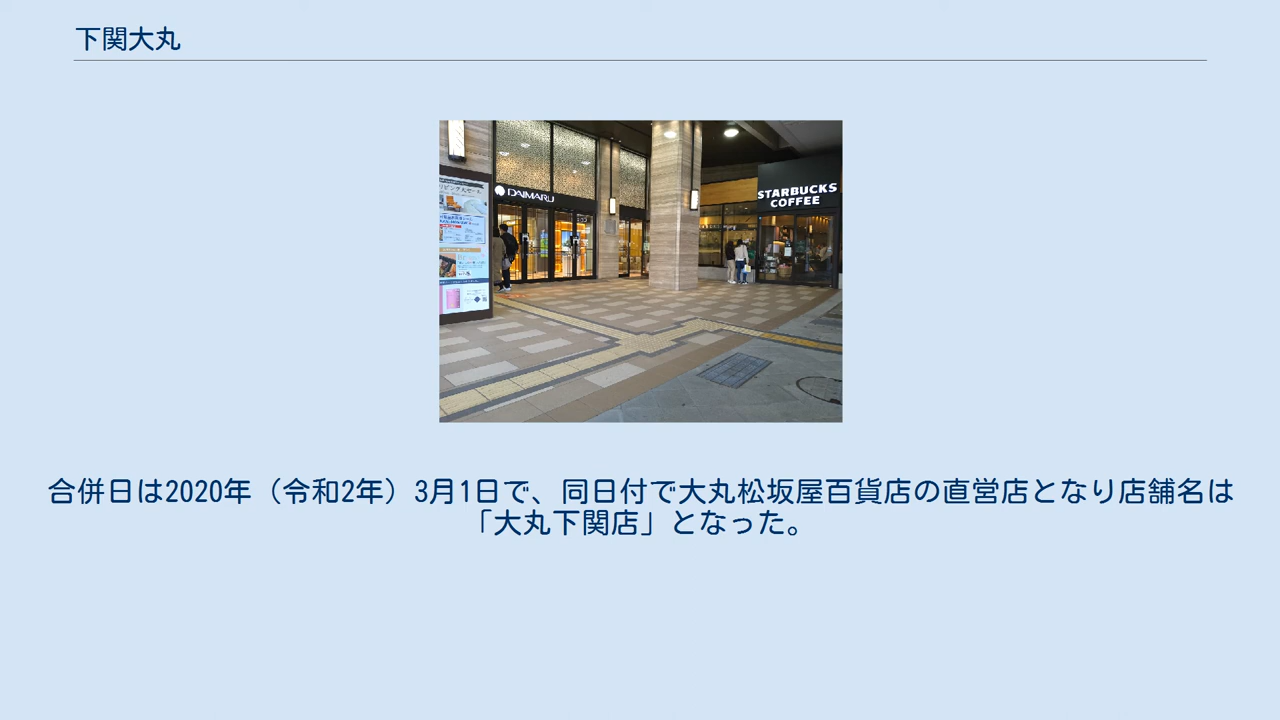 下関大丸
DAIMARU
STARBUCKS
COFFEE
合併日は2020年（令和2年）3月1日で、同日付で大丸松坂屋百貨店の直営店となり店舗名は
「大丸下関店」となった。